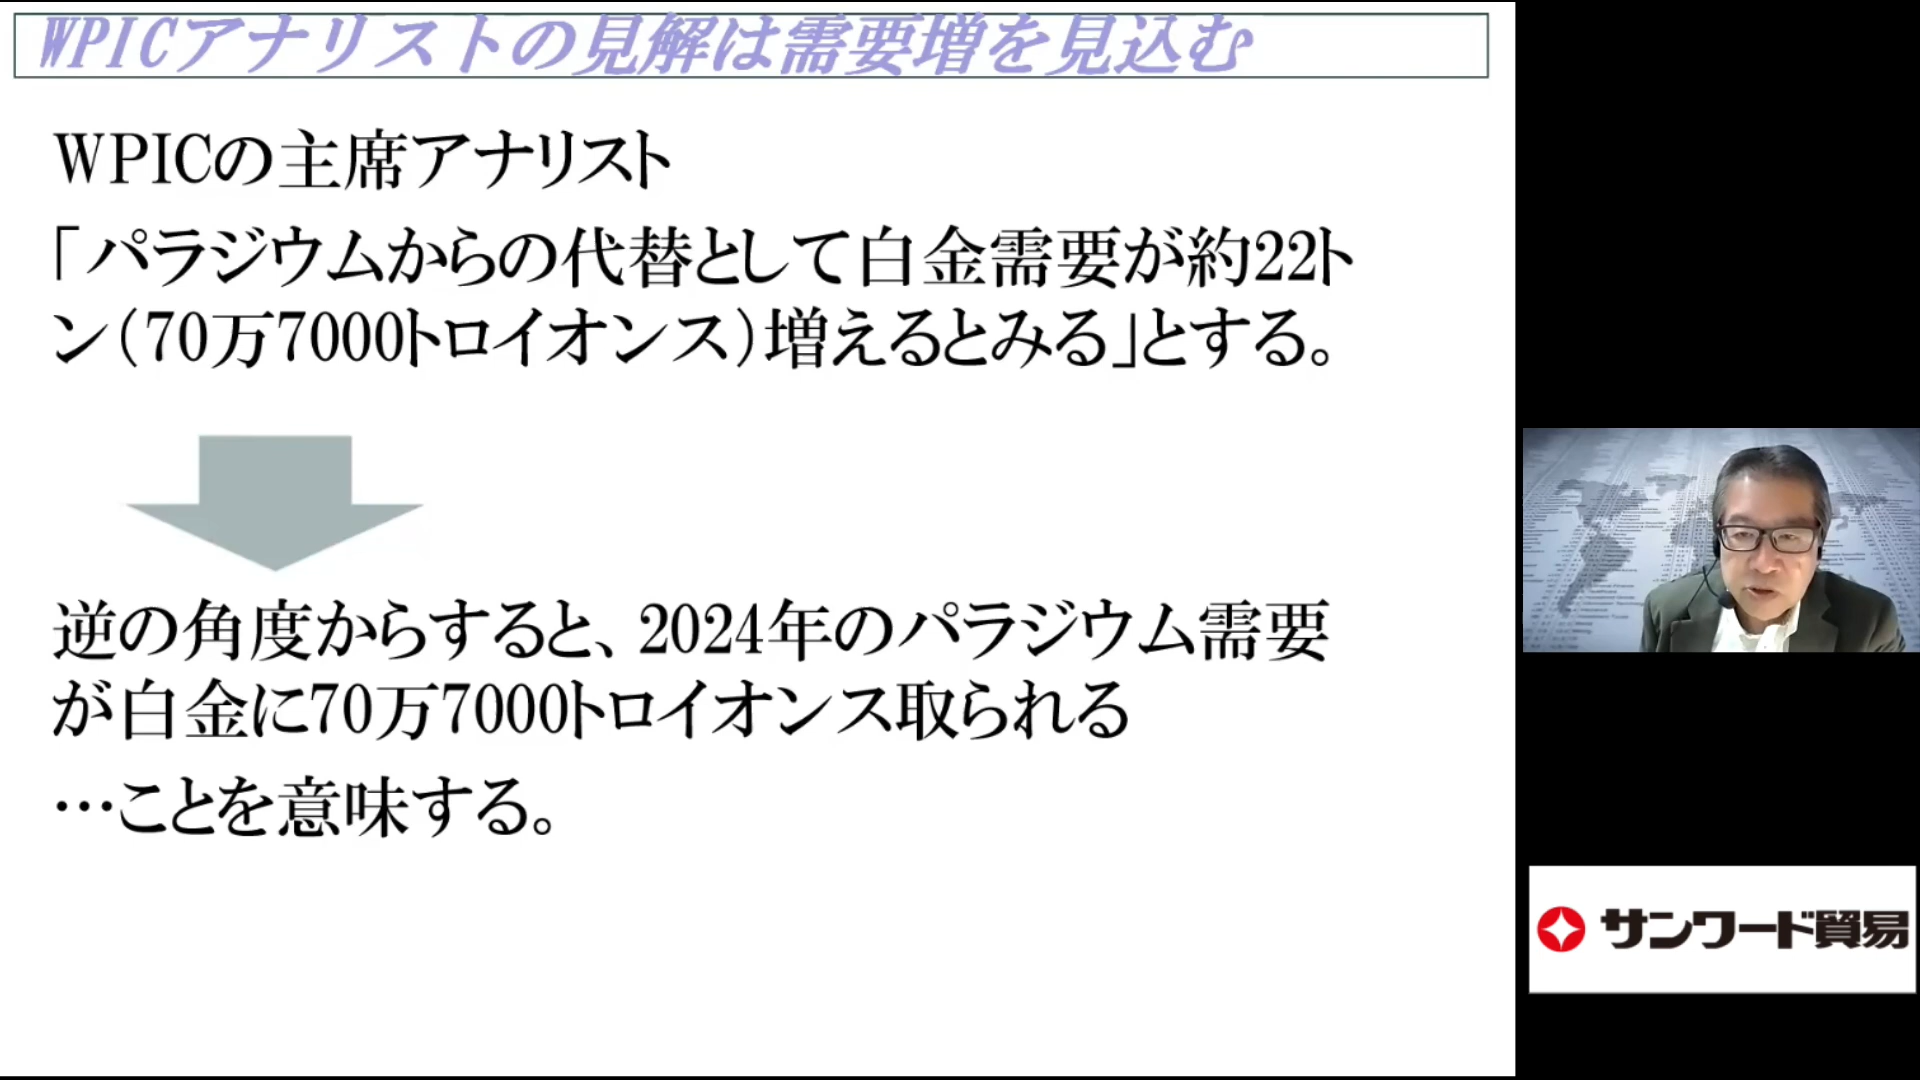 WPICアナリストの見解は需要増を見込む
WPICの主席アナリスト
「パラジウムからの代替として白金需要が約22ト
ン(70万7000トロイオンス)増えるとみる」とする。
逆の角度からすると、2024年のパラジウム需要
が白金に70万7000トロイオンス取られる
…ことを意味する。
サンワード貿易